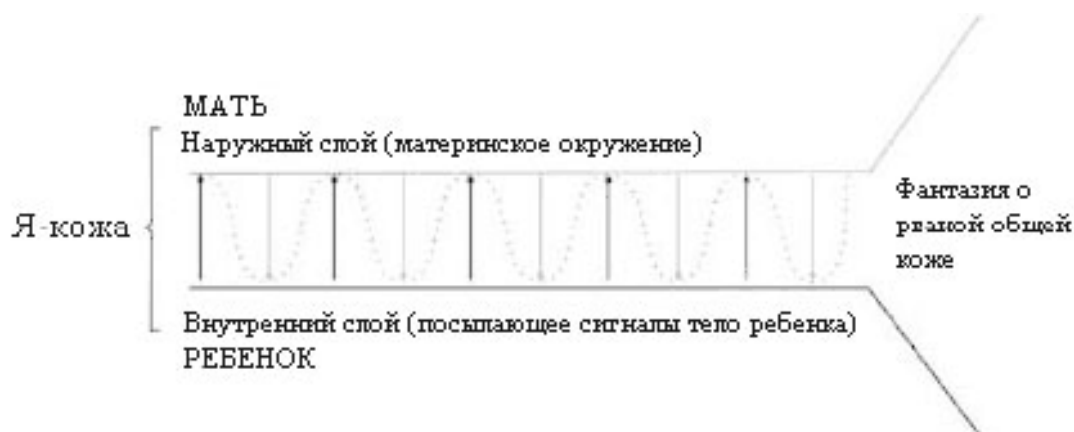 МАТЬ
Наружный слой (материнское окружение)
Я-кожа
Фантазия о
рваной общей
коже
Внутренний слой (посылающее сигналы тело ребенка)
РЕБЕНОК